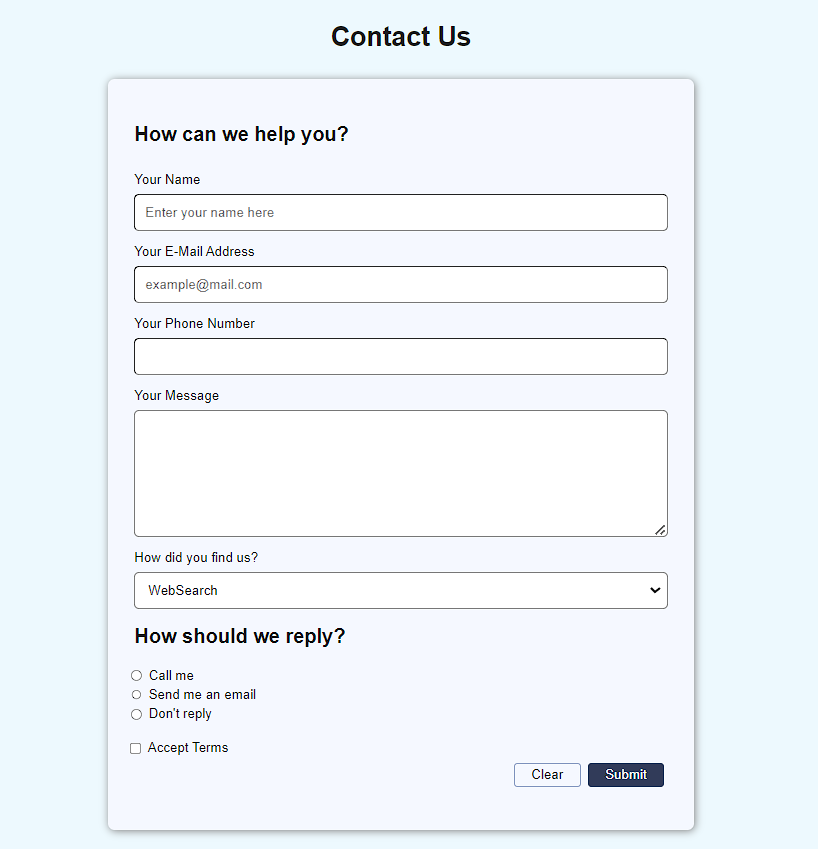 Contact Us
How can we help you?
Your Name
Enter your name here
Your E-Mail Address
example@mail.com
Your Phone Number
Your Message
How did you find us?
WebSearch
How should we reply?
Call me
Send me an email
Don't reply
Accept Terms
Clear Submit